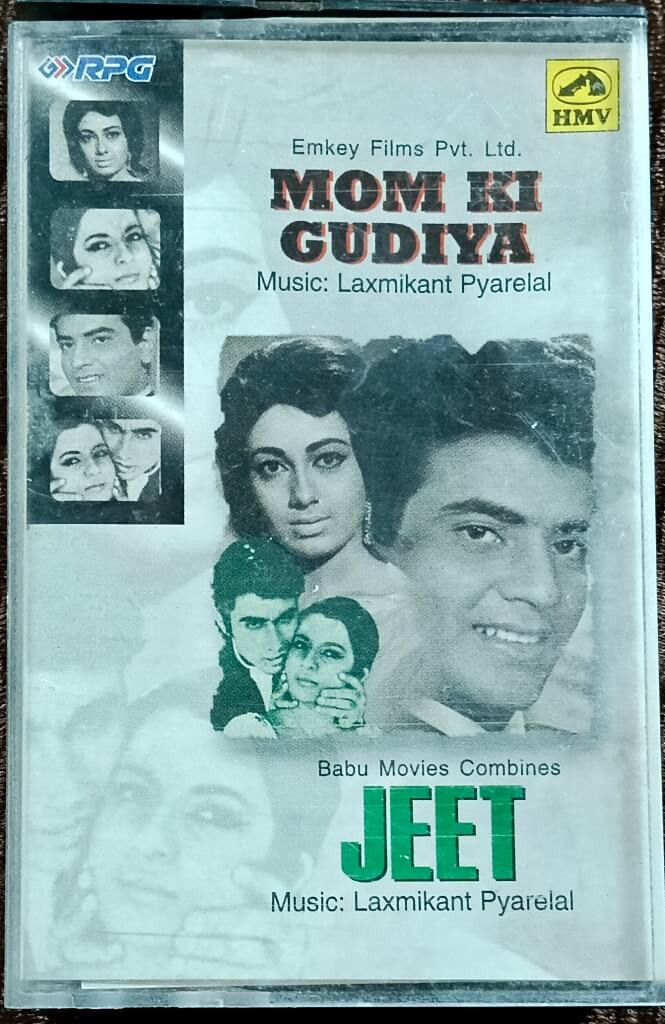 RPG
HMV
Emkey Films Pvt. Ltd.
MOM KI
GUDIYA
Music: Laxmikant Pyarelal
Babu Movies Combines
JEET
Music: Laxmikant Pyarelal